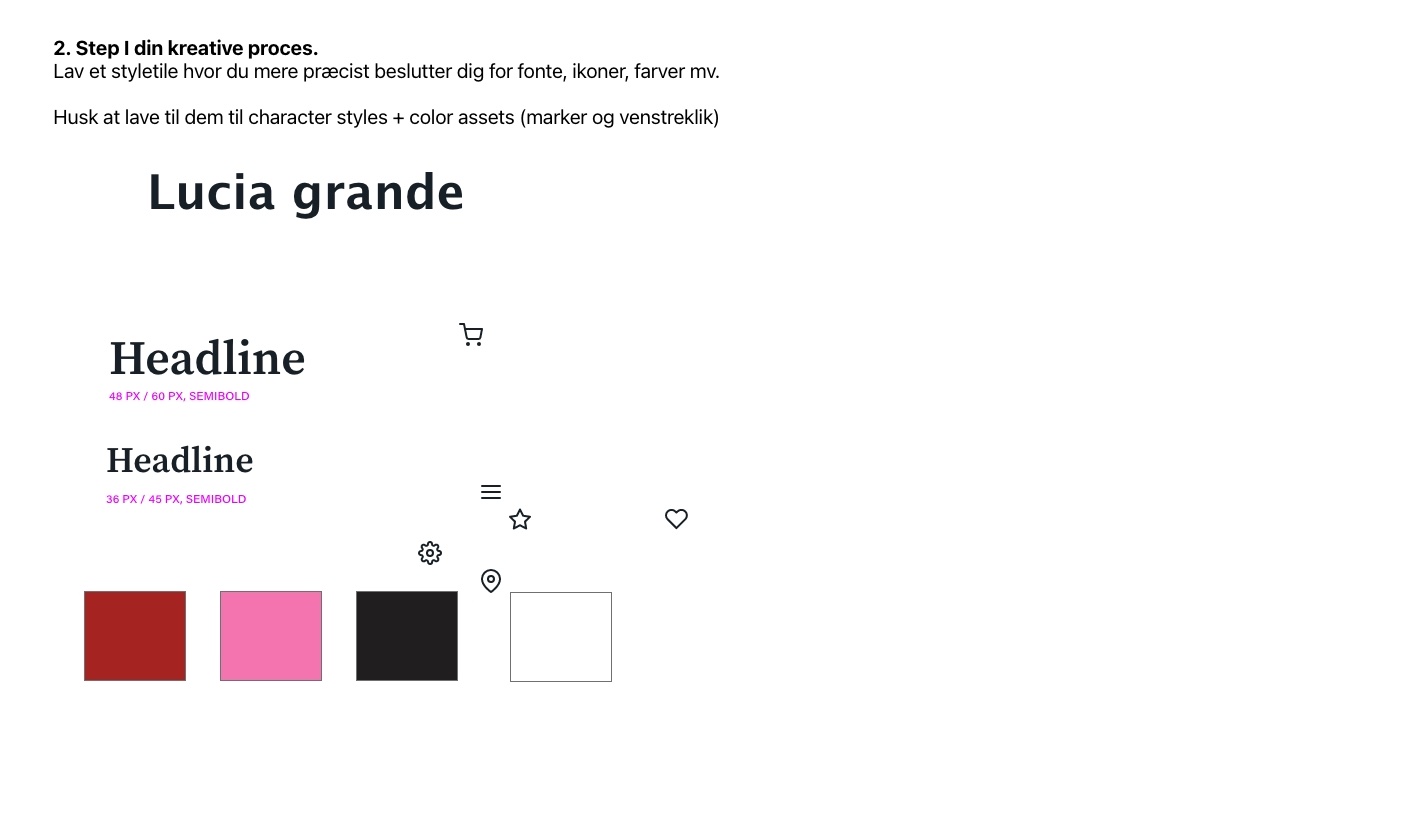 2. Step I din kreative proces.
Lav et styletile hvor du mere præcist beslutter dig for fonte, ikoner, farver mv.
Husk at lave til dem til character styles + color assets (marker og venstreklik)
Lucia grande
Headline
48 PX / 60 PX, SEMIBOLD
Headline
36 PX / 45 PX, SEMIBOLD